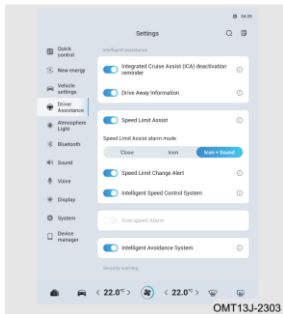 Settings
Quick control
New energy
Vehicle settings
Driver Assistance
Atmosphere Light
Bluetooth
Sound
Voice
Display
System
Device manager
Intelligent assistance
Integrated Cruise Assist (ICA) deactivation
reminder
Drive Away Information
Speed Limit Assist
Speed Limit Assist alarm mode
Close
Icon
Icon + Sound
Speed Limit Change Alert
Intelligent Speed Control System
Overspeed Alarm
Intelligent Avoidance System
Security warning
< 22.0°C >
< 22.0°C >
OMT13J-2303